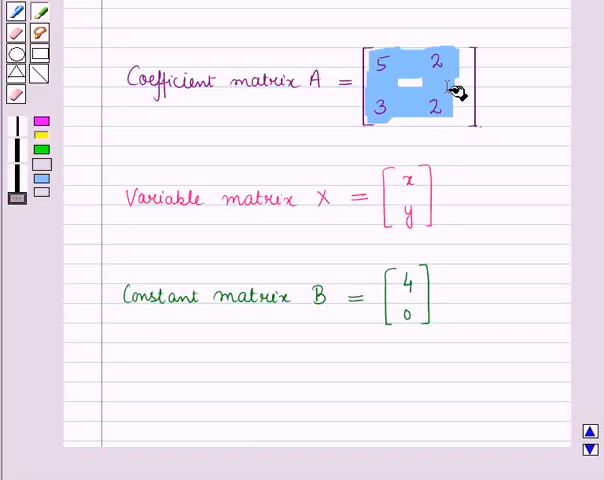 Coefficient matrix A = [ 5 2
3 2 ]
Variable matrix X = [ x
y ]
Constant matrix B = [ 4
0 ]